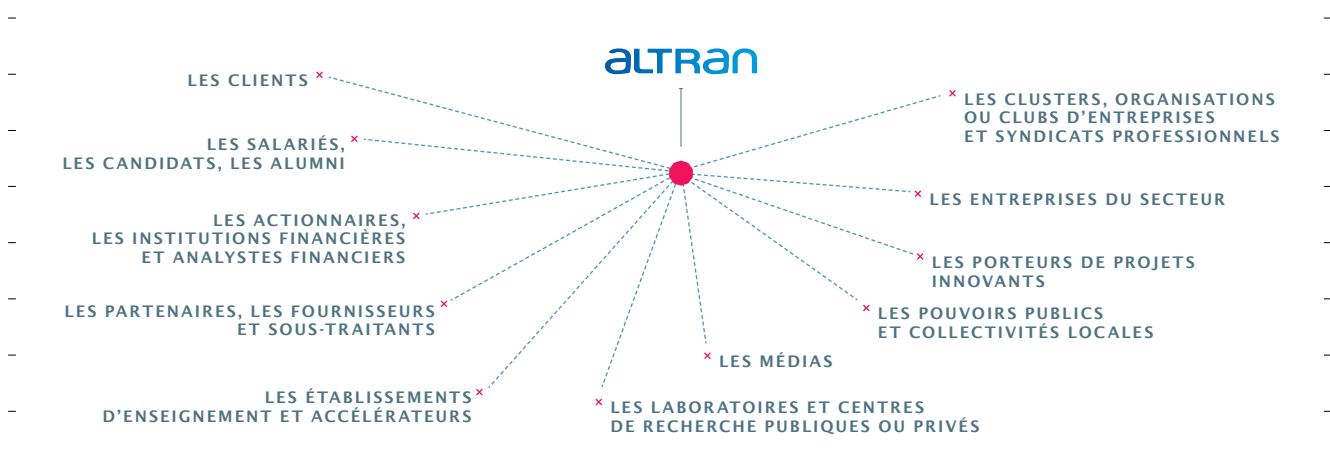 aLTRan
LES CLIENTS
LES SALARIÉS,
LES CANDIDATS, LES ALUMNI
LES ACTIONNAIRES,
LES INSTITUTIONS FINANCIÈRES
ET ANALYSTES FINANCIERS
LES PARTENAIRES, LES FOURNISSEURS
ET SOUS-TRAITANTS
LES ÉTABLISSEMENTS
D'ENSEIGNEMENT ET ACCÉLÉRATEURS
LES LABORATOIRES ET CENTRES
DE RECHERCHE PUBLIQUES OU PRIVÉS
LES MÉDIAS
LES POUVOIRS PUBLICS
ET COLLECTIVITÉS LOCALES
LES PORTEURS DE PROJETS
INNOVANTS
LES ENTREPRISES DU SECTEUR
LES CLUSTERS, ORGANISATIONS
OU CLUBS D'ENTREPRISES
ET SYNDICATS PROFESSIONNELS